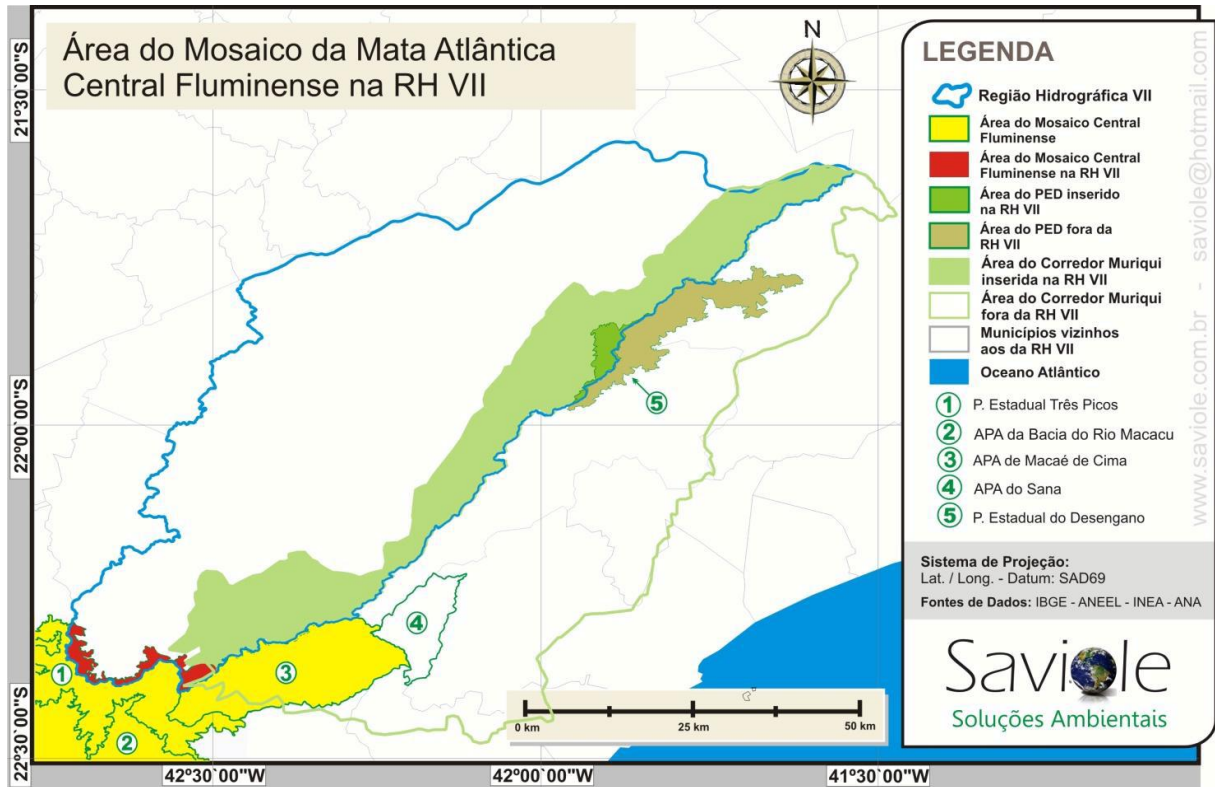 Área do Mosaico da Mata Atlântica
Central Fluminense na RH VII
N
21°30`00"S
22°0`00"S
22°30`00"S
42°30`00"W
42°00`00"W
41°30`00"W
1
2
3
4
5
0 km
25 km
50 km
LEGENDA
Região Hidrográfica VII
Área do Mosaico Central
Fluminense
Área do Mosaico Central
Fluminense na RH VII
Área do PED inserido
na RH VII
Área do PED fora da
RH VII
Área do Corredor Muriqui
inserida na RH VII
Área do Corredor Muriqui
fora da RH VII
Municípios vizinhos
aos da RH VII
Oceano Atlântico
1 P. Estadual Três Picos
2 APA da Bacia do Rio Macacu
3 APA de Macaé de Cima
4 APA do Sana
5 P. Estadual do Desengano
Sistema de Projeção:
Lat. / Long. - Datum: SAD69
Fontes de Dados: IBGE - ANEEL - INEA - ANA
Saviole
Soluções Ambientais
www.saviole.com.br - saviole@hotmail.com